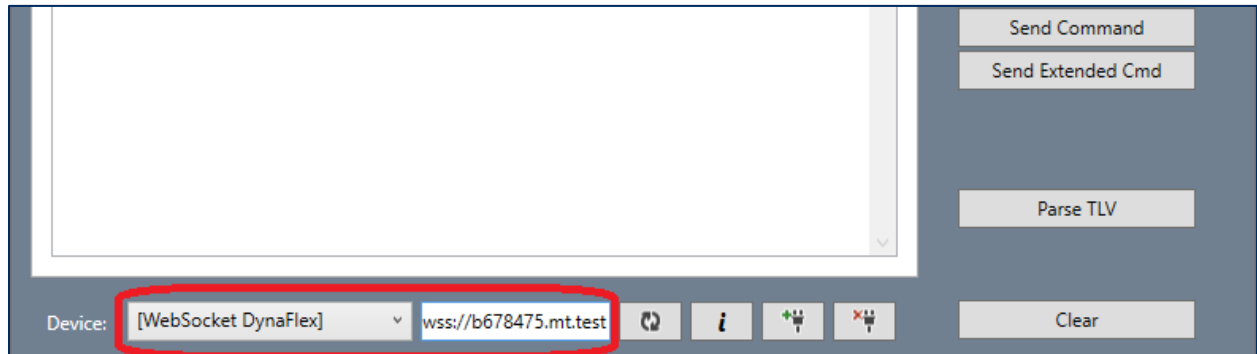 Send Command
Send Extended Cmd
Parse TLV
Device: [WebSocket DynaFlex] wss://b678475.mt.test i Clear